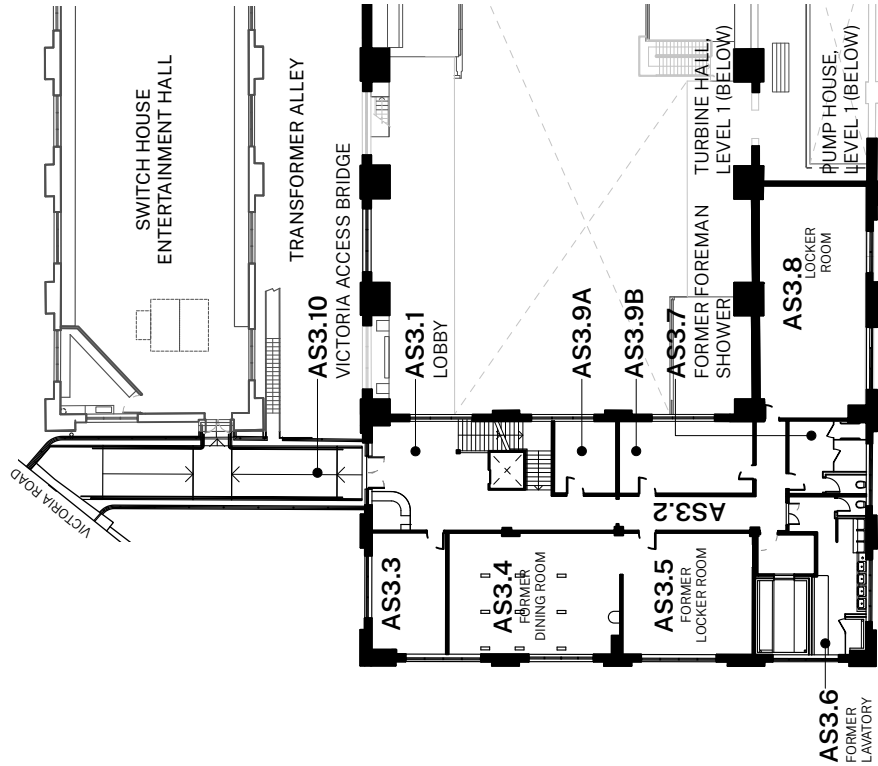 SWITCH HOUSE
ENTERTAINMENT HALL
TRANSFORMER ALLEY
AS3.10
VICTORIA ACCESS BRIDGE
AS3.1
LOBBY
AS3.9A
AS3.9B
AS3.7
FORMER FOREMAN
SHOWER
TURBINE HALL,
LEVEL 1 (BELOW)
PUMP HOUSE,
LEVEL 1 (BELOW)
AS3.8
LOCKER
ROOM
VICTORIA ROAD
AS3.2
AS3.3
AS3.4
FORMER
DINING ROOM
AS3.5
FORMER
LOCKER ROOM
AS3.6
FORMER
LAVATORY